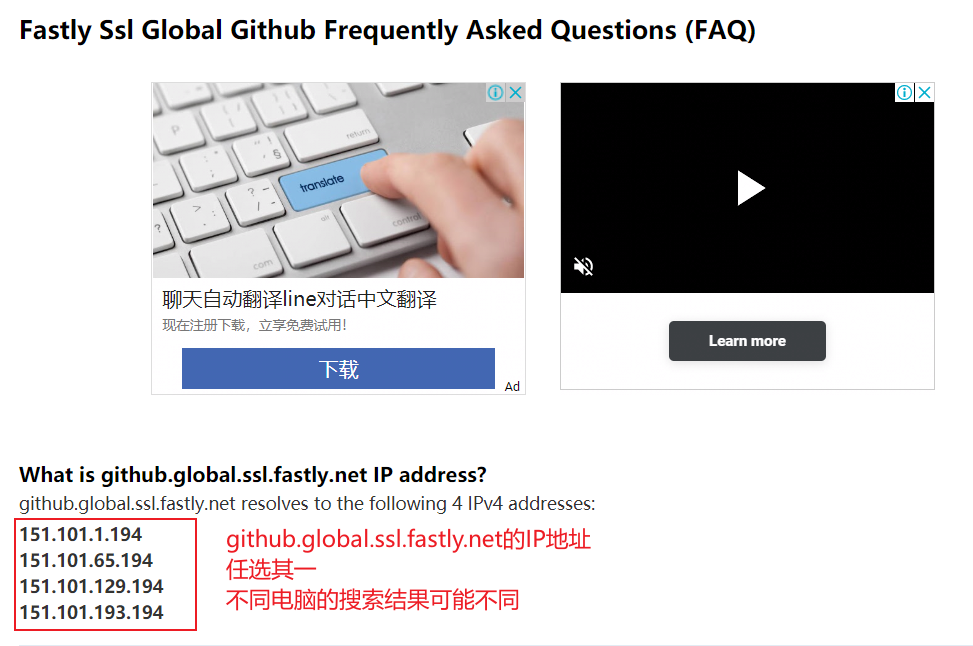 Fastly Ssl Global Github Frequently Asked Questions (FAQ)
return
translate
control
alt
com
聊天自动翻译line对话中文翻译
现在注册下载，立享免费试用！
下载
Ad
Learn more
What is github.global.ssl.fastly.net IP address?
github.global.ssl.fastly.net resolves to the following 4 IPv4 addresses:
151.101.1.194
151.101.65.194
151.101.129.194
151.101.193.194
github.global.ssl.fastly.net的IP地址
任选其一
不同电脑的搜索结果可能不同